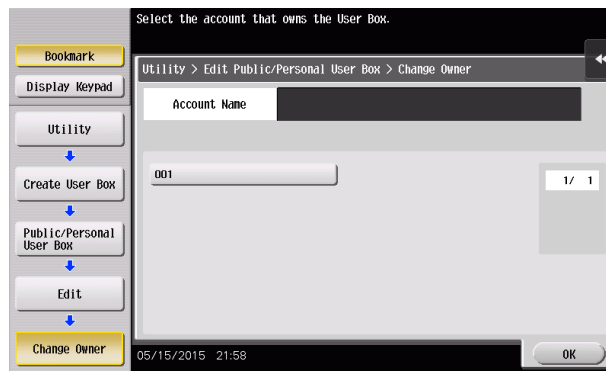 Select the account that owns the User Box.
Bookmark
Display Keypad
Utility
Create User Box
Public/Personal
User Box
Edit
Change Owner
Utility > Edit Public/Personal User Box > Change Owner
Account Name
001
1/ 1
05/15/2015 21:58
OK